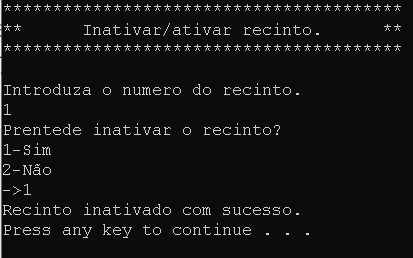 ****************************************
**      Inativar/ativar recinto.      **
****************************************
Introduza o numero do recinto.
1
Prentede inativar o recinto?
1-Sim
2-Não
->1
Recinto inativado com sucesso.
Press any key to continue . . .